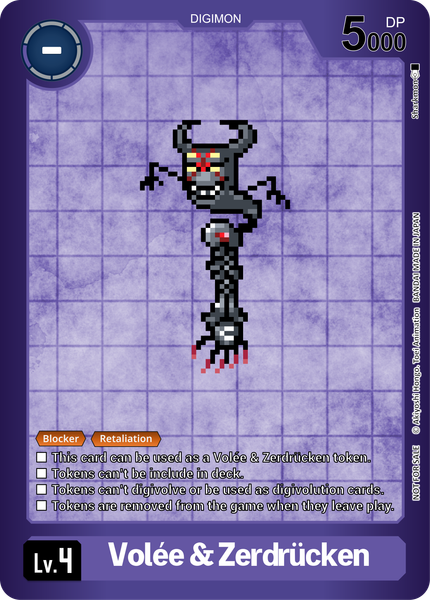 DIGIMON
-
DP
5000
Sharkmon
Blocker Retaliation
This card can be used as a Volée & Zerdrücken token.
Tokens can't be include in deck.
Tokens can't digivolve or be used as digivolution cards.
Tokens are removed from the game when they leave play.
Lv.4 Volée & Zerdrücken
NOT FOR SALE © Akiyoshi Hongo, Toei Animation BANDAI MADE IN JAPAN